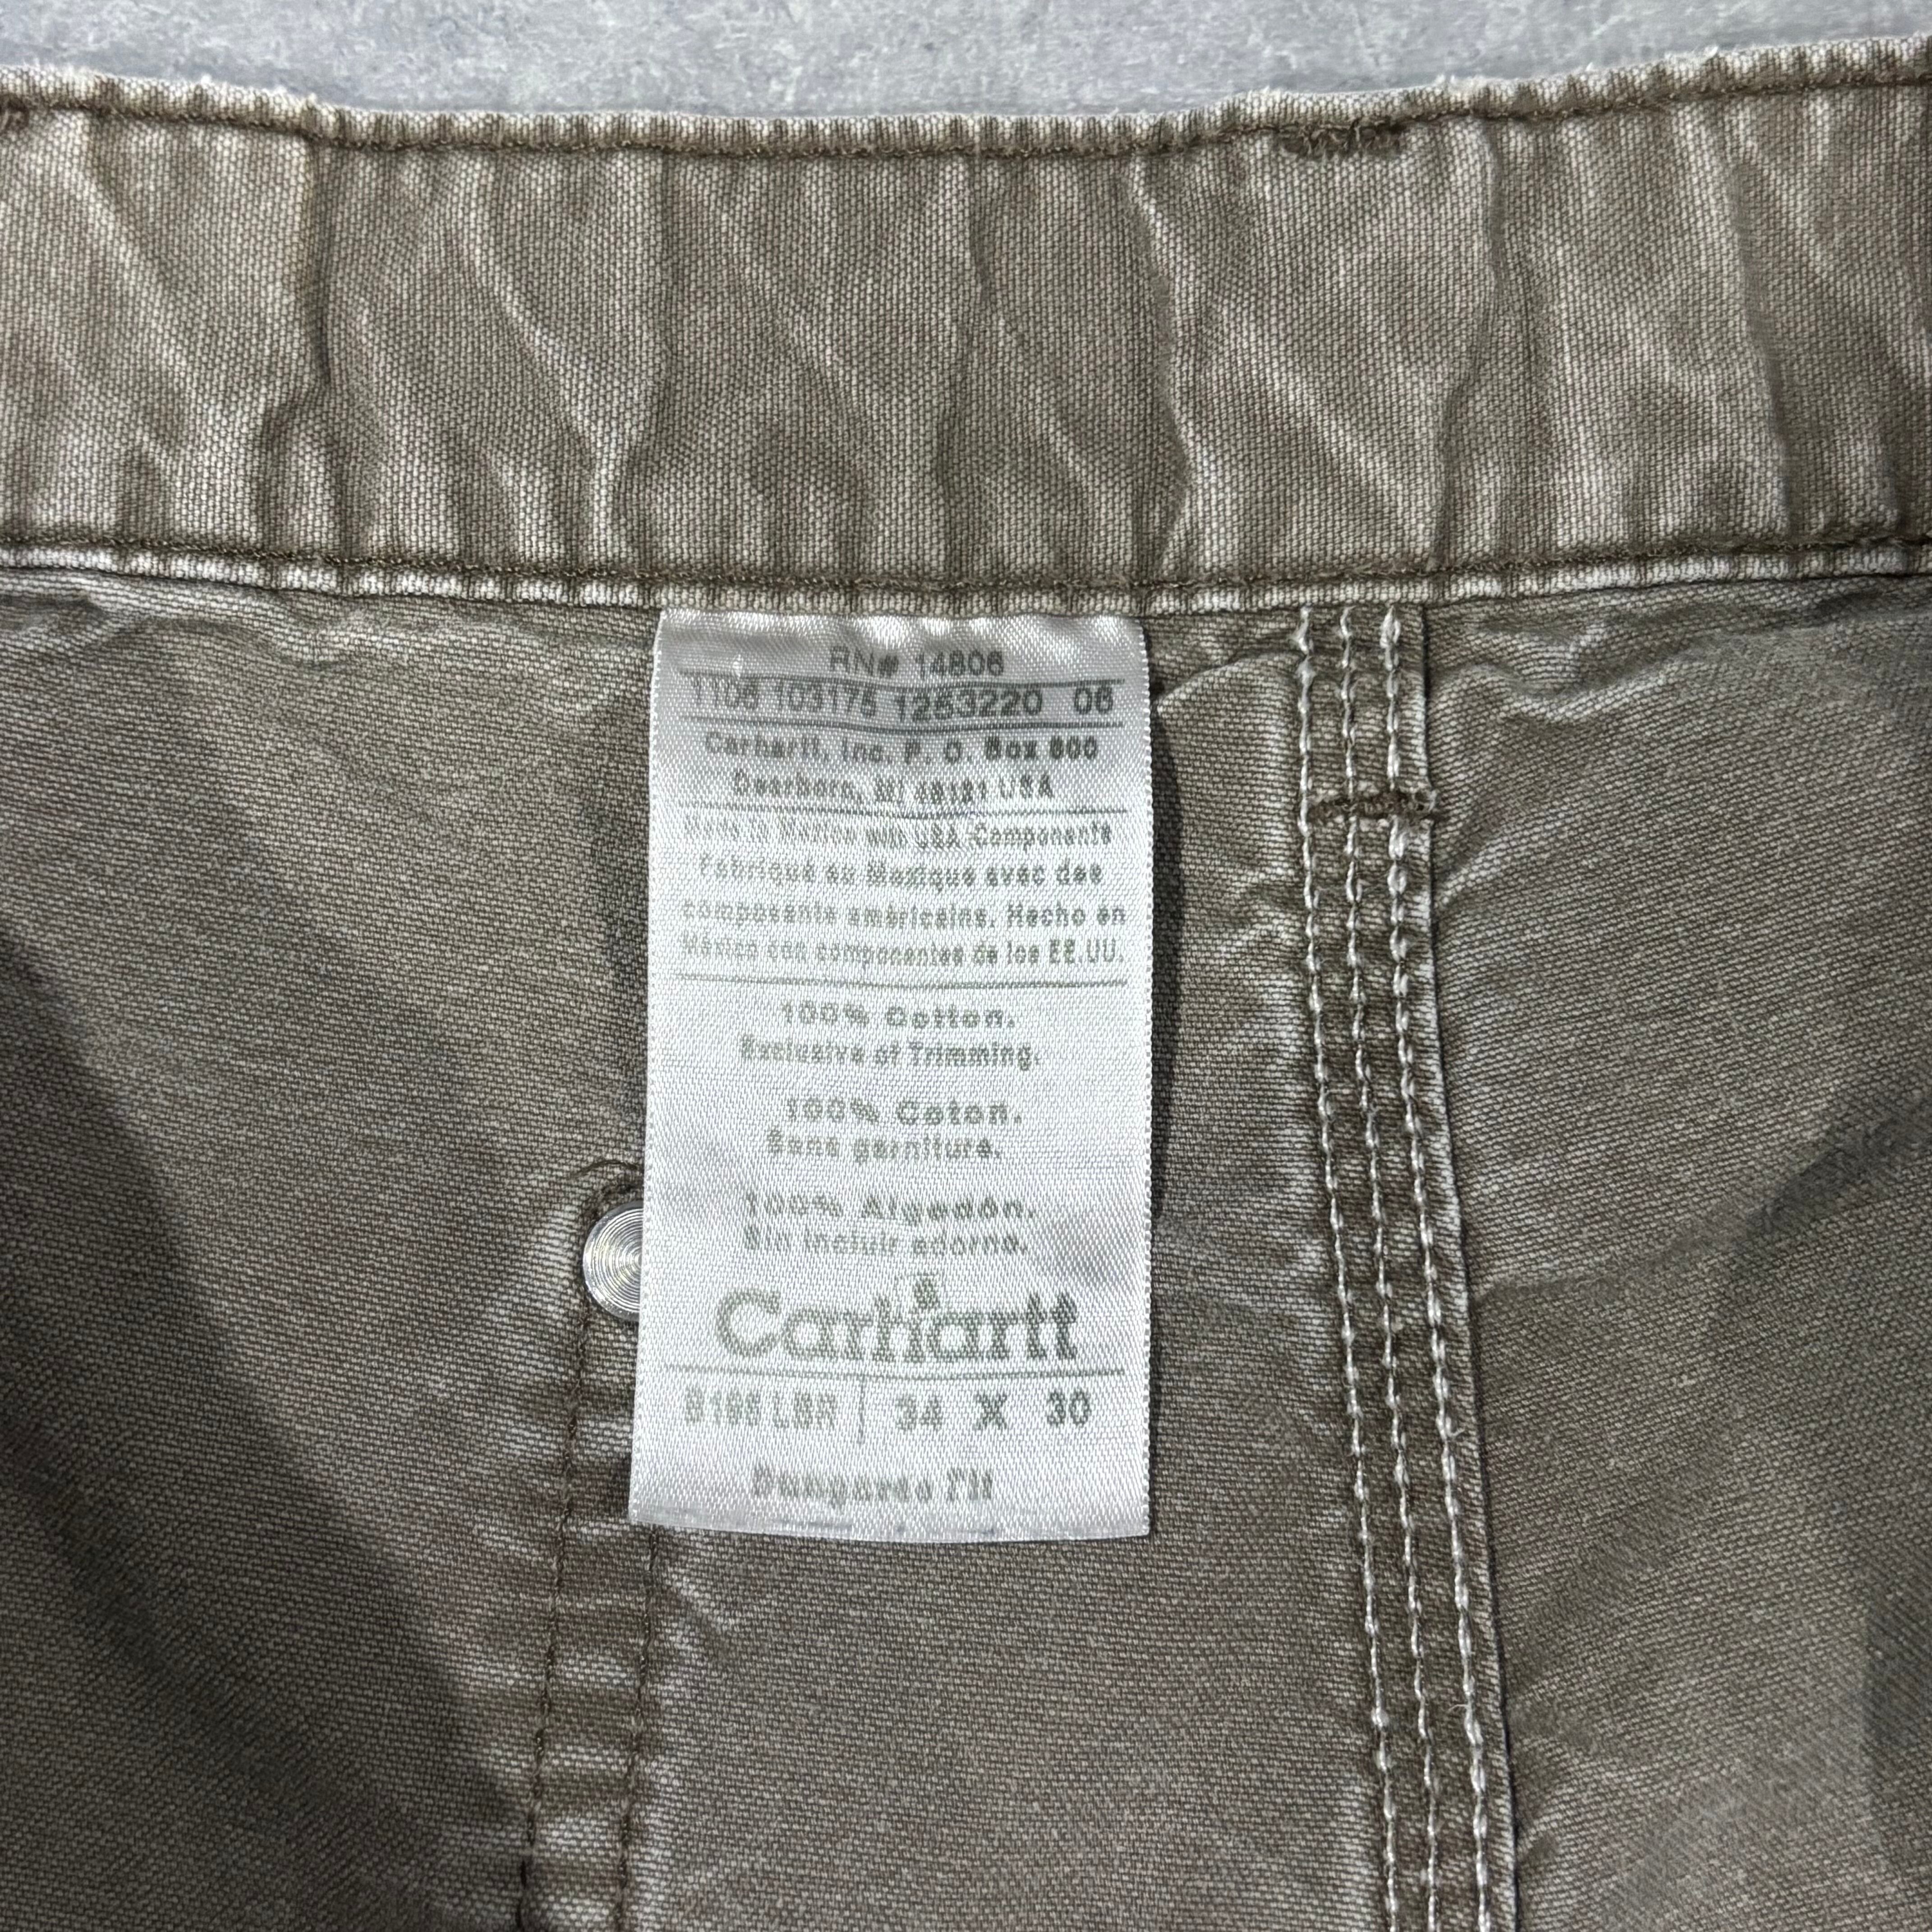 RN# 14806
1106 103175 1253220 06
Carhartt, Inc. P. O. Box 600
Dearborn, MI 48121 USA
Made in Mexico with USA Components
Fabriqué au Mexique avec des
composants américains. Hecho en
México con componentes de los EE.UU.
100% Cotton.
Exclusive of Trimming.
100% Coton.
Sans garniture.
100% Algodón.
Sin incluir adorno.
Carhartt
LBR 34 X 30
Dungaree Fit